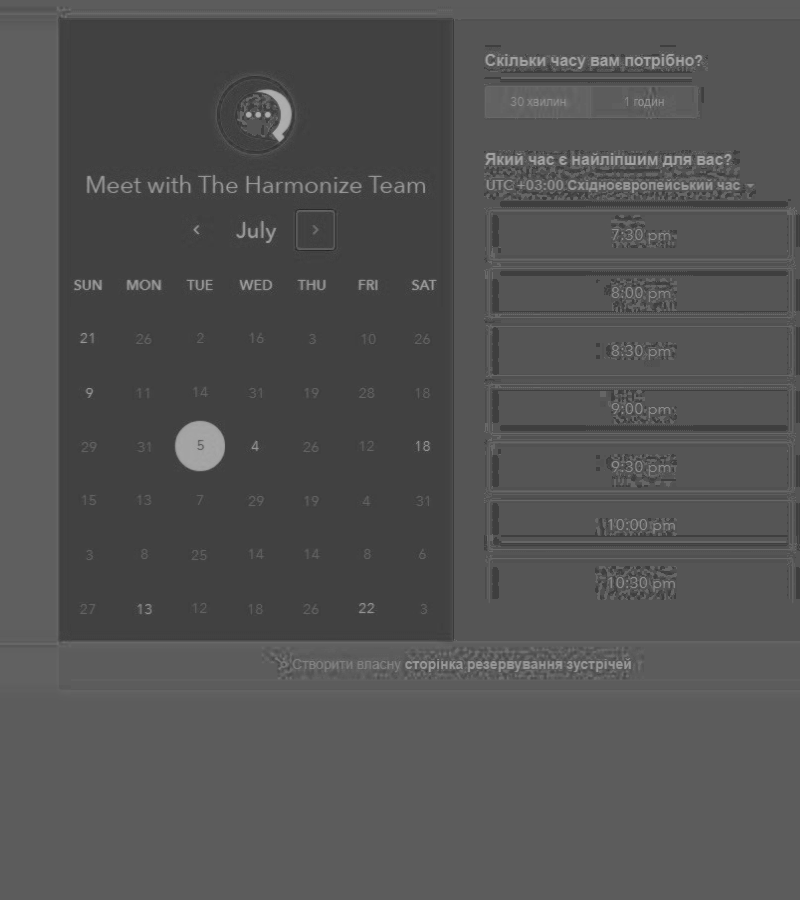 Meet with The Harmonize Team
July
SUN MON TUE WED THU FRI SAT
21 26 2 16 3 10 26
9 11 14 31 19 28 18
29 31 5 4 26 12 18
15 13 7 29 19 4 31
3 8 25 14 14 8 6
27 13 12 18 26 22 3
Скільки часу вам потрібно?
30 хвилин 1 годин
Який час є найліпшим для вас?
UTC +03:00 Східноєвропейський час
7:30 pm
8:00 pm
8:30 pm
9:00 pm
9:30 pm
10:00 pm
10:30 pm
Створити власну сторінка резервування зустрічей